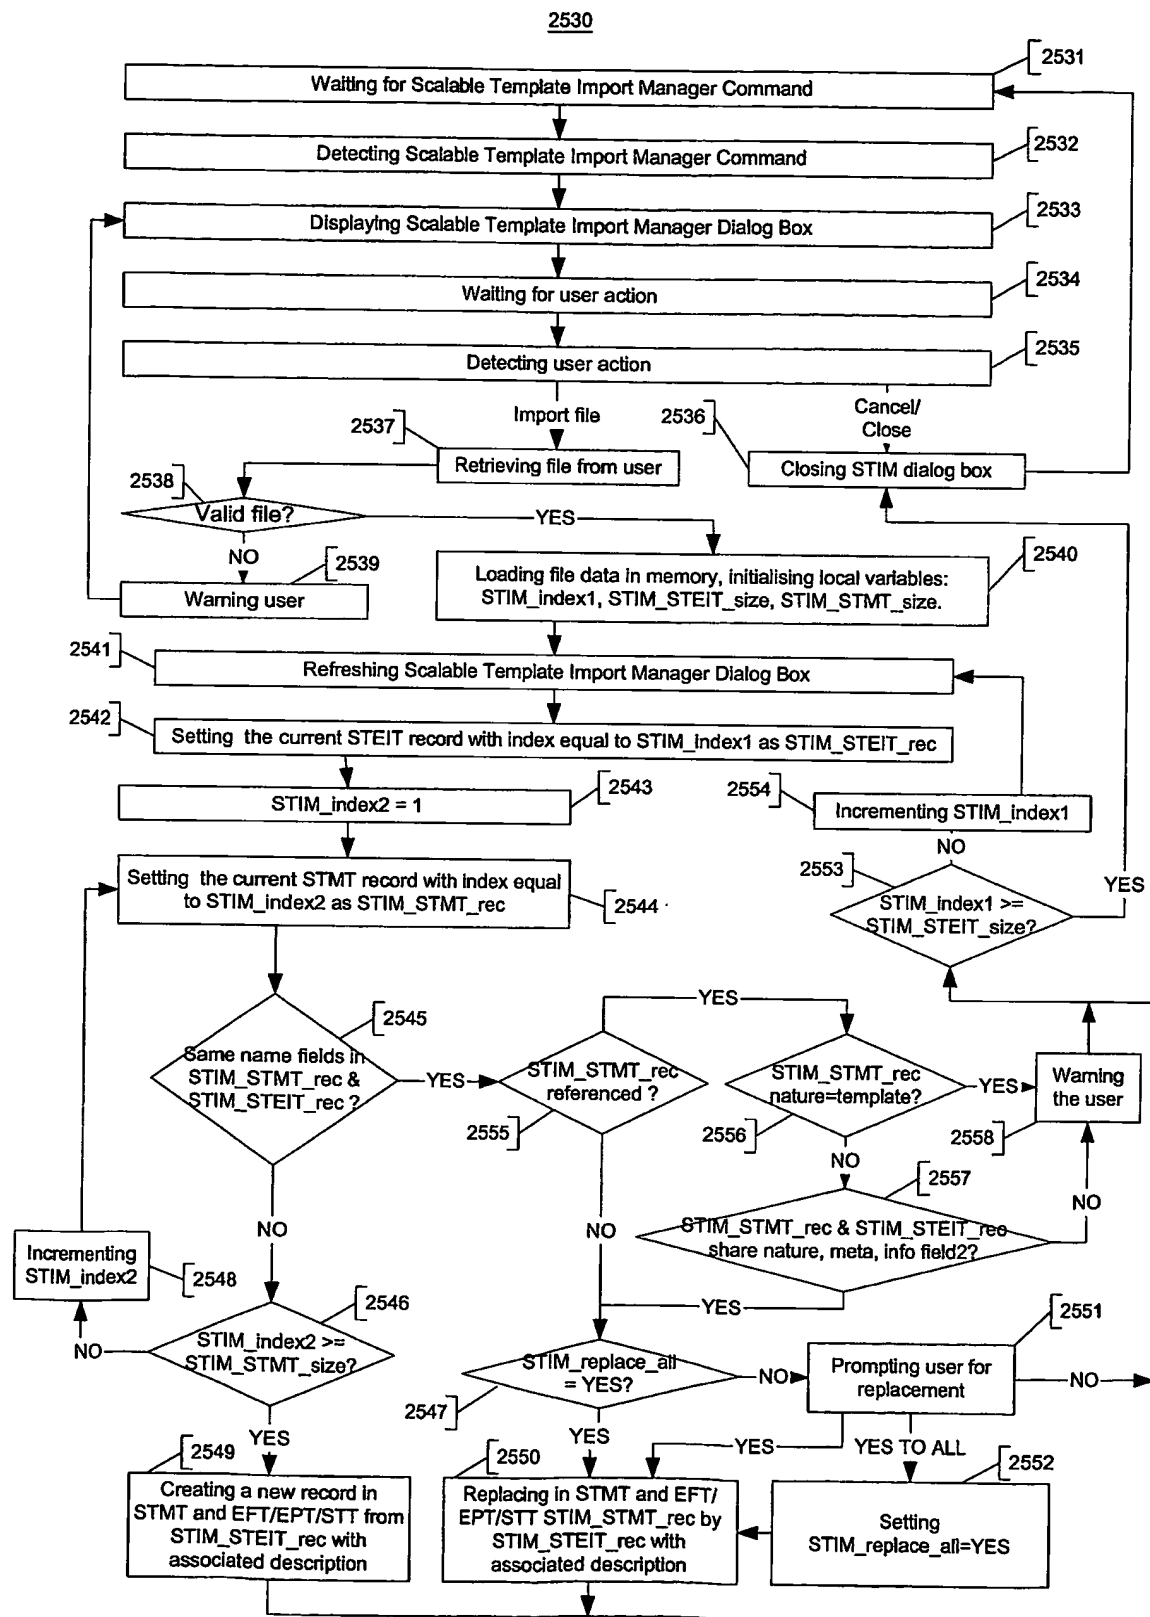 2530
2531
Waiting for Scalable Template Import Manager Command
2532
Detecting Scalable Template Import Manager Command
2533
Displaying Scalable Template Import Manager Dialog Box
2534
Waiting for user action
2535
Detecting user action
Import file
Cancel/
Close
2537
2536
Retrieving file from user
Closing STIM dialog box
2538
Valid file?
YES
NO
2539
Warning user
2540
Loading file data in memory, initialising local variables:
STIM_index1, STIM_STEIT_size, STIM_STMT_size.
2541
Refreshing Scalable Template Import Manager Dialog Box
2542
Setting the current STEIT record with index equal to STIM_index1 as STIM_STEIT_rec
2543
STIM_index2 = 1
2554
Incrementing STIM_index1
NO
2553
YES
STIM_index1 >=
STIM_STEIT_size?
Setting the current STMT record with index equal
to STIM_index2 as STIM_STMT_rec
2544
2545
Same name fields in
STIM_STMT_rec &
STIM_STEIT_rec ?
YES
YES
STIM_STMT_rec
referenced ?
2555
STIM_STMT_rec
nature=template?
2556
YES
Warning
the user
2558
NO
2557
NO
STIM_STMT_rec & STIM_STEIT_rec
share nature, meta, info field2?
YES
NO
NO
Incrementing
STIM_index2
2548
2546
STIM_index2 >=
STIM_STMT_size?
NO
YES
STIM_replace_all
= YES?
2547
NO
2551
Prompting user for
replacement
NO
YES
YES
YES TO ALL
2549
Creating a new record in
STMT and EFT/EPT/STT from
STIM_STEIT_rec with
associated description
2550
Replacing in STMT and EFT/
EPT/STT STIM_STMT_rec by
STIM_STEIT_rec with
associated description
2552
Setting
STIM_replace_all=YES